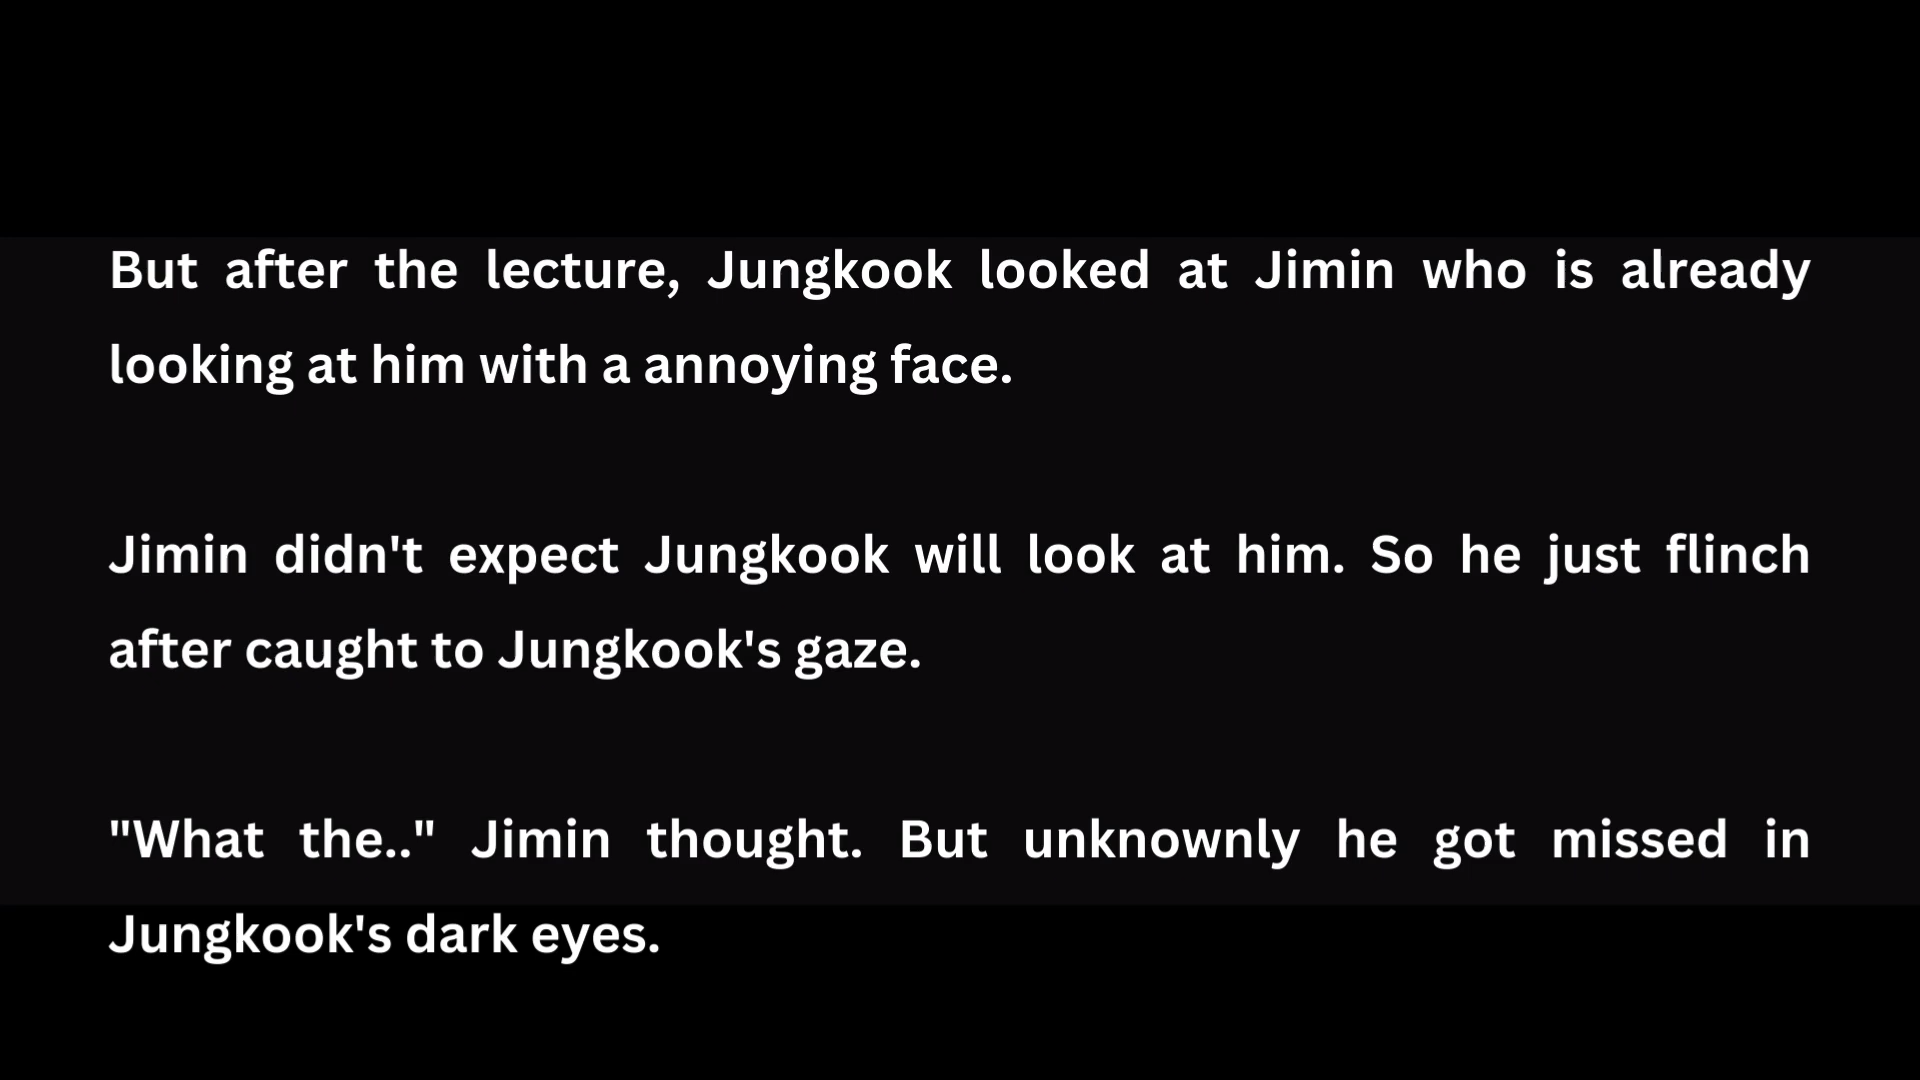 But after the lecture, Jungkook looked at Jimin who is already
looking at him with a annoying face.
Jimin didn't expect Jungkook will look at him. So he just flinch
after caught to Jungkook's gaze.
"What the.." Jimin thought. But unknownly he got missed in
Jungkook's dark eyes.